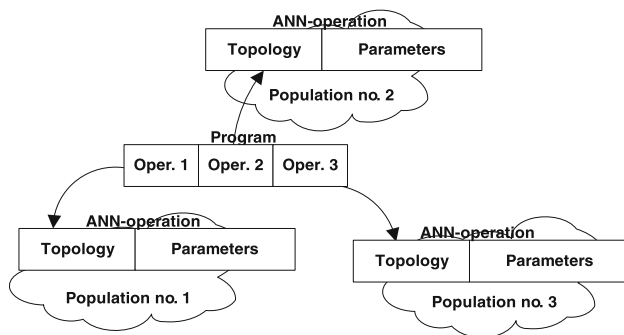 ANN-operation
Topology Parameters
Population no. 2
Program
Oper. 1 Oper. 2 Oper. 3
ANN-operation
Topology Parameters
Population no. 1
ANN-operation
Topology Parameters
Population no. 3